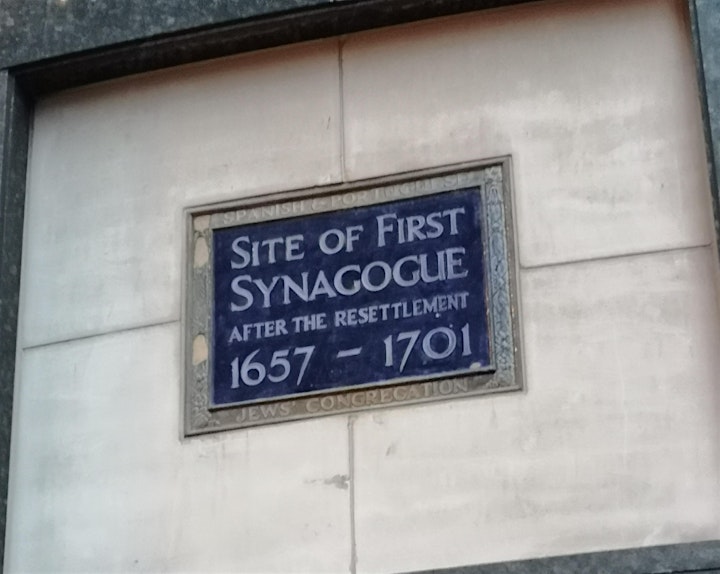 SPANISH & PORTUGUESE
SITE OF FIRST
SYNAGOGUE
AFTER THE RESETTLEMENT
1657 – 1701
JEWS' CONGREGATION